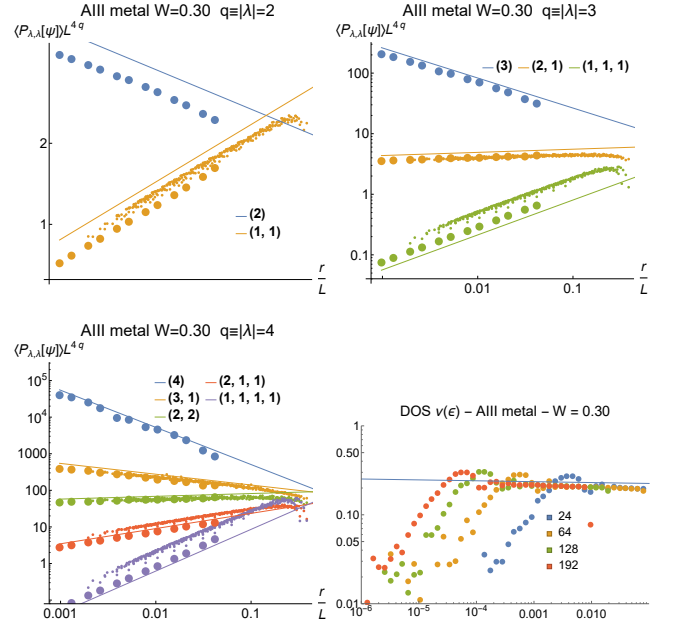 AIII metal W=0.30 q≡|λ|=2
⟨P_{λ,λ}[ψ]⟩L^{4 q}
2
1
(2)
(1, 1)
r/L
AIII metal W=0.30 q≡|λ|=3
⟨P_{λ,λ}[ψ]⟩L^{4 q}
(3) (2, 1) (1, 1, 1)
100
10
1
0.1
0.01 0.1
r/L
AIII metal W=0.30 q≡|λ|=4
⟨P_{λ,λ}[ψ]⟩L^{4 q}
(4) (2, 1, 1)
(3, 1) (1, 1, 1, 1)
(2, 2)
10^5
10^4
1000
100
10
1
0.001 0.01 0.1
r/L
DOS ν(ϵ) – AIII metal – W = 0.30
1
0.50
0.10
0.05
0.01
24
64
128
192
10^{-6} 10^{-5} 10^{-4} 0.001 0.010